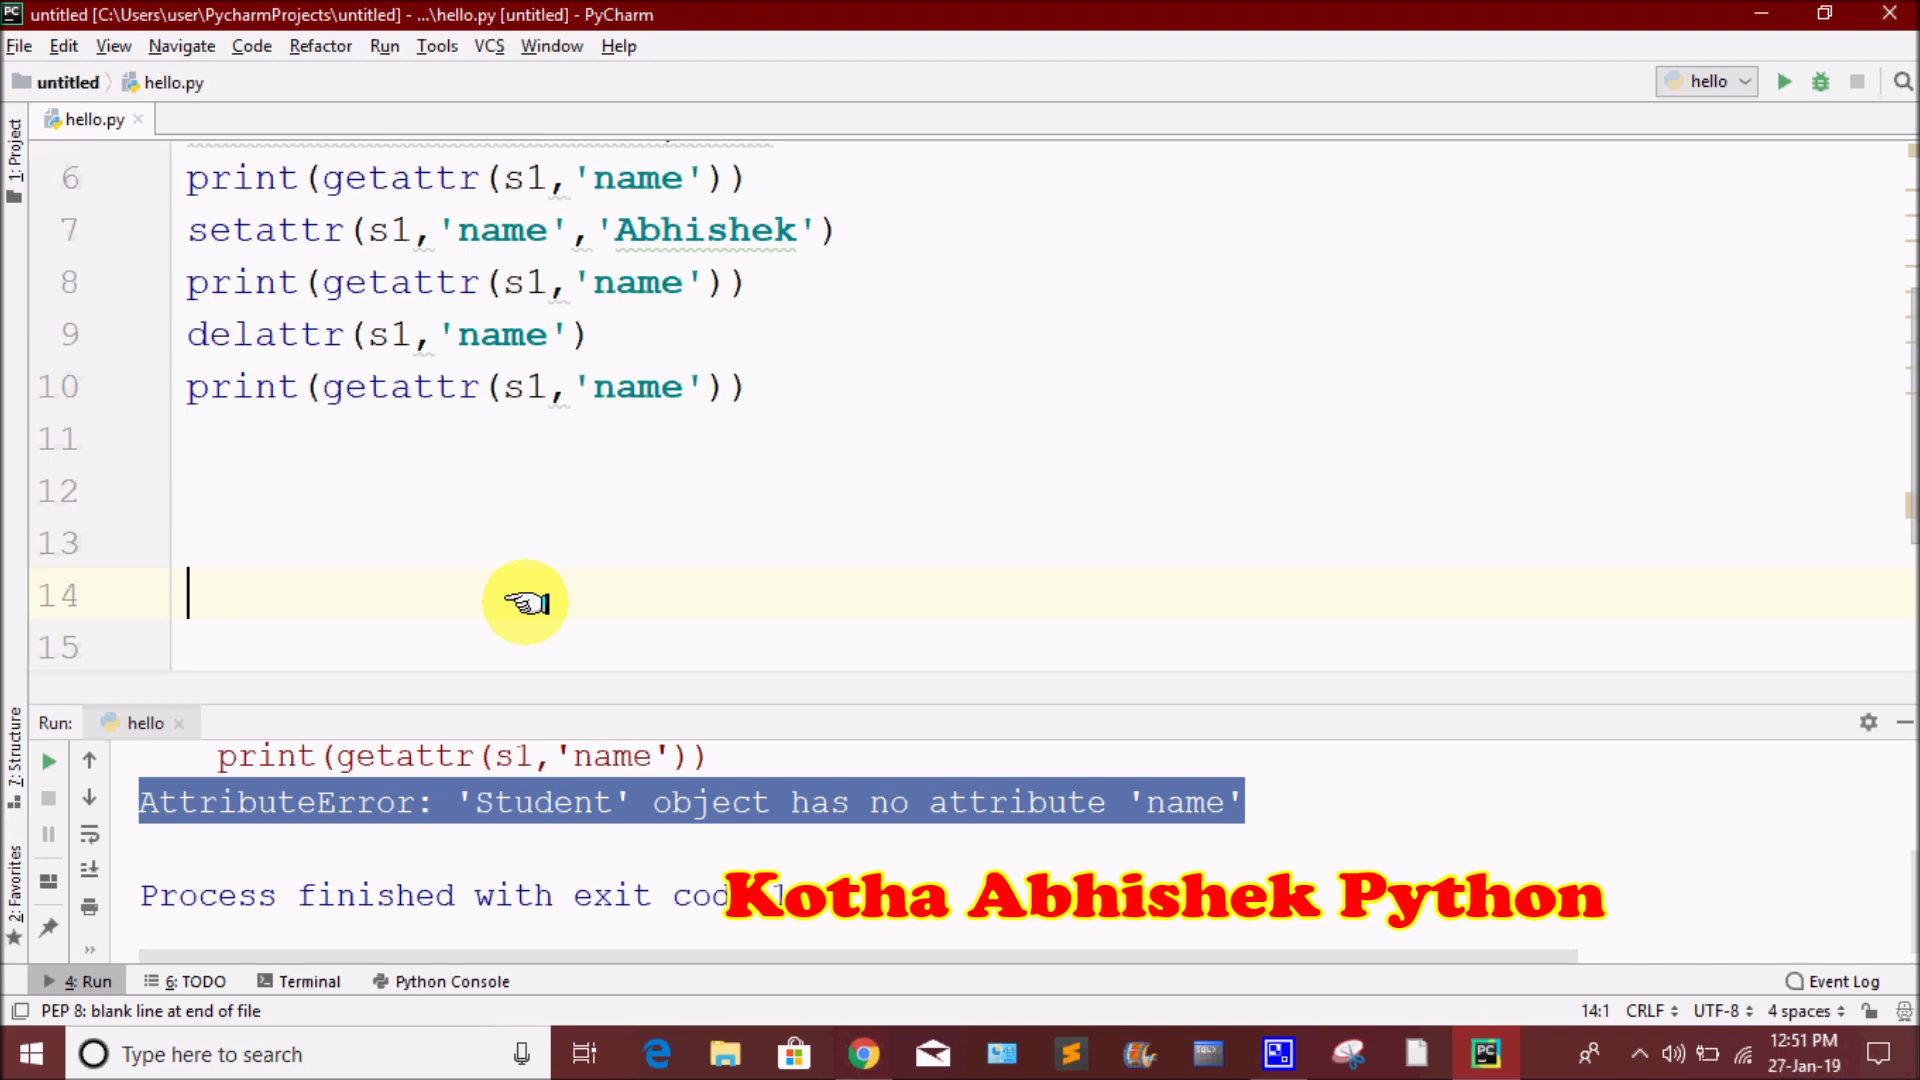 PC untitled [C:\Users\user\PycharmProjects\untitled] - ...\hello.py [untitled] - PyCharm
File Edit View Navigate Code Refactor Run Tools VCS Window Help
untitled hello.py hello
hello.py
1: Project
6 print(getattr(s1,'name'))
7 setattr(s1,'name','Abhishek')
8 print(getattr(s1,'name'))
9 delattr(s1,'name')
10 print(getattr(s1,'name'))
11
12
13
14
15
7: Structure
2: Favorites
Run: hello
print(getattr(s1,'name'))
AttributeError: 'Student' object has no attribute 'name'
Process finished with exit code 1
Kotha Abhishek Python
4: Run 6: TODO Terminal Python Console Event Log
PEP 8: blank line at end of file 14:1 CRLF UTF-8 4 spaces
Type here to search PC 12:51 PM
27-Jan-19